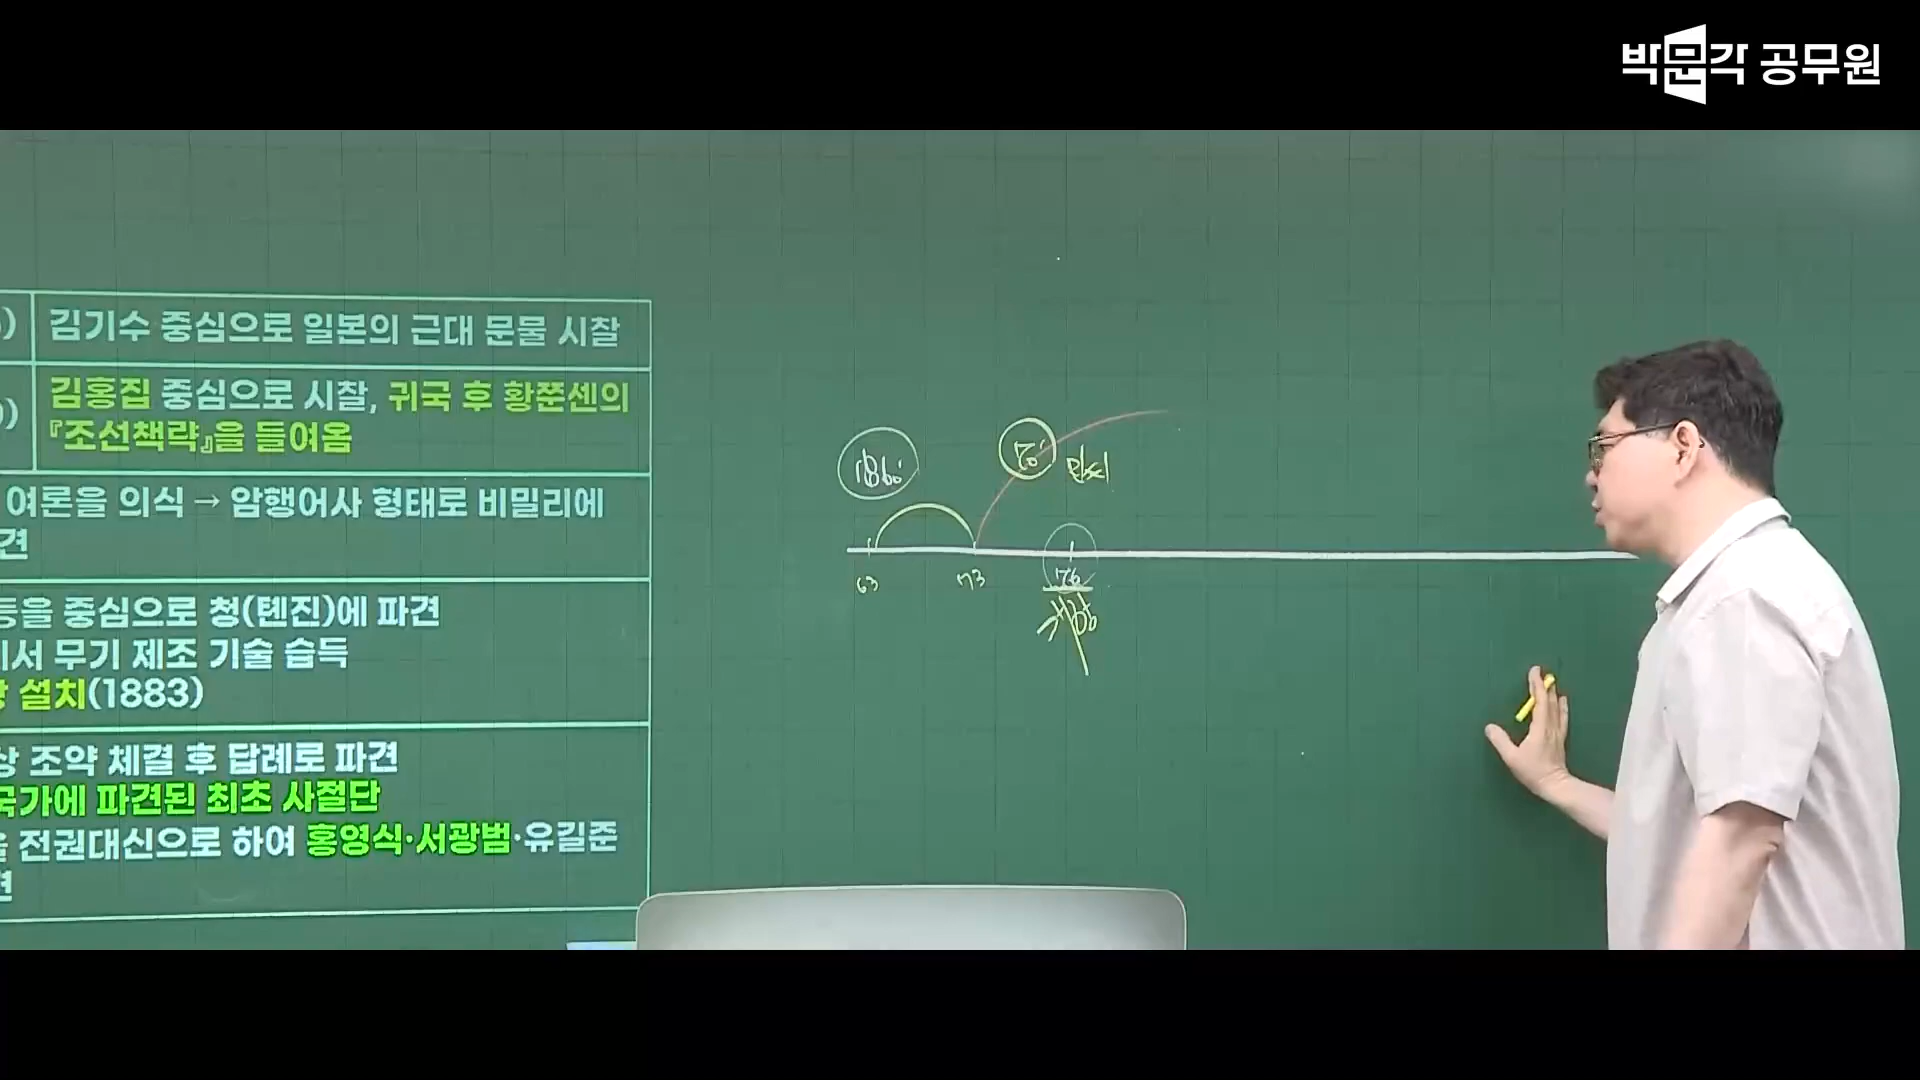 박문각 공무원
김기수 중심으로 일본의 근대 문물 시찰
김홍집 중심으로 시찰, 귀국 후 황쭌셴의
『조선책략』을 들여옴
여론을 의식 → 암행어사 형태로 비밀리에
견
등을 중심으로 청(톈진)에 파견
에서 무기 제조 기술 습득
창 설치(1883)
상 조약 체결 후 답례로 파견
국가에 파견된 최초 사절단
을 전권대신으로 하여 홍영식·서광범·유길준
견
1860'
70'
민씨
63
73
76
개항